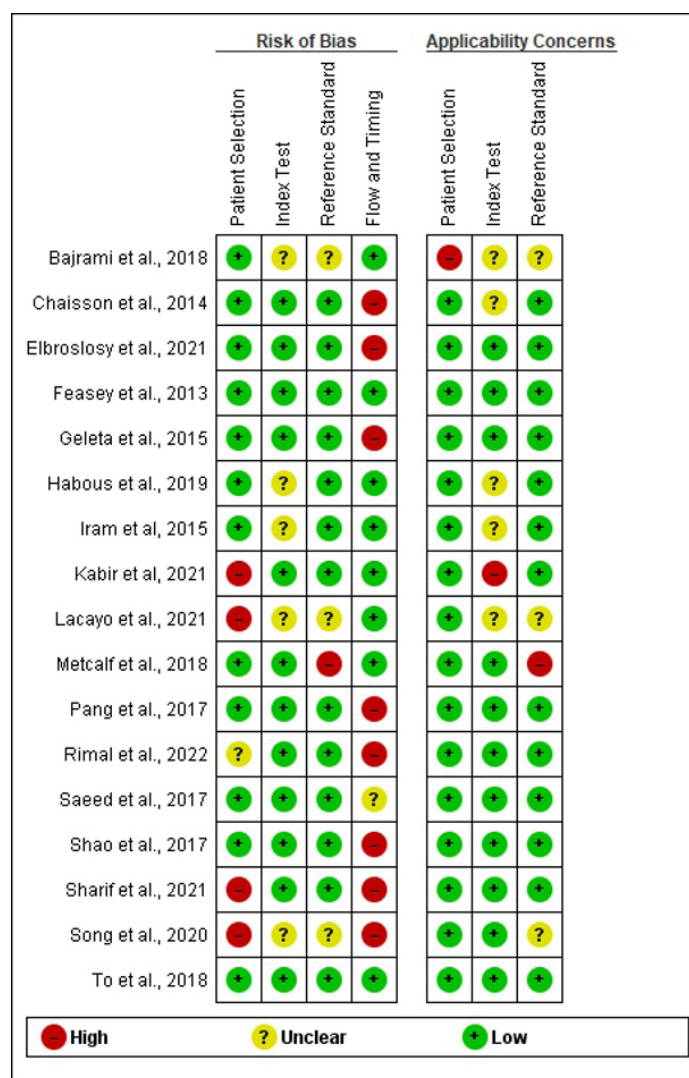 Risk of Bias Applicability Concerns
Patient Selection
Index Test
Reference Standard
Flow and Timing
Patient Selection
Index Test
Reference Standard
Bajrami et al., 2018 + ? ? + - ? ?
Chaisson et al., 2014 + + + - + ? +
Elbroslosy et al., 2021 + + + - + + +
Feasey et al., 2013 + + + + + + +
Geleta et al., 2015 + + + - + + +
Habous et al., 2019 + ? + + + ? +
Iram et al, 2015 + ? + + + ? +
Kabir et al, 2021 - + + + + - +
Lacayo et al., 2021 - ? ? + + ? ?
Metcalf et al., 2018 + + - + + + -
Pang et al., 2017 + + + - + + +
Rimal et al., 2022 ? + + - + + +
Saeed et al., 2017 + + + ? + + +
Shao et al., 2017 + + + - + + +
Sharif et al., 2021 - + + - + + +
Song et al., 2020 - ? ? - + + ?
To et al., 2018 + + + + + + +
- High ? Unclear + Low